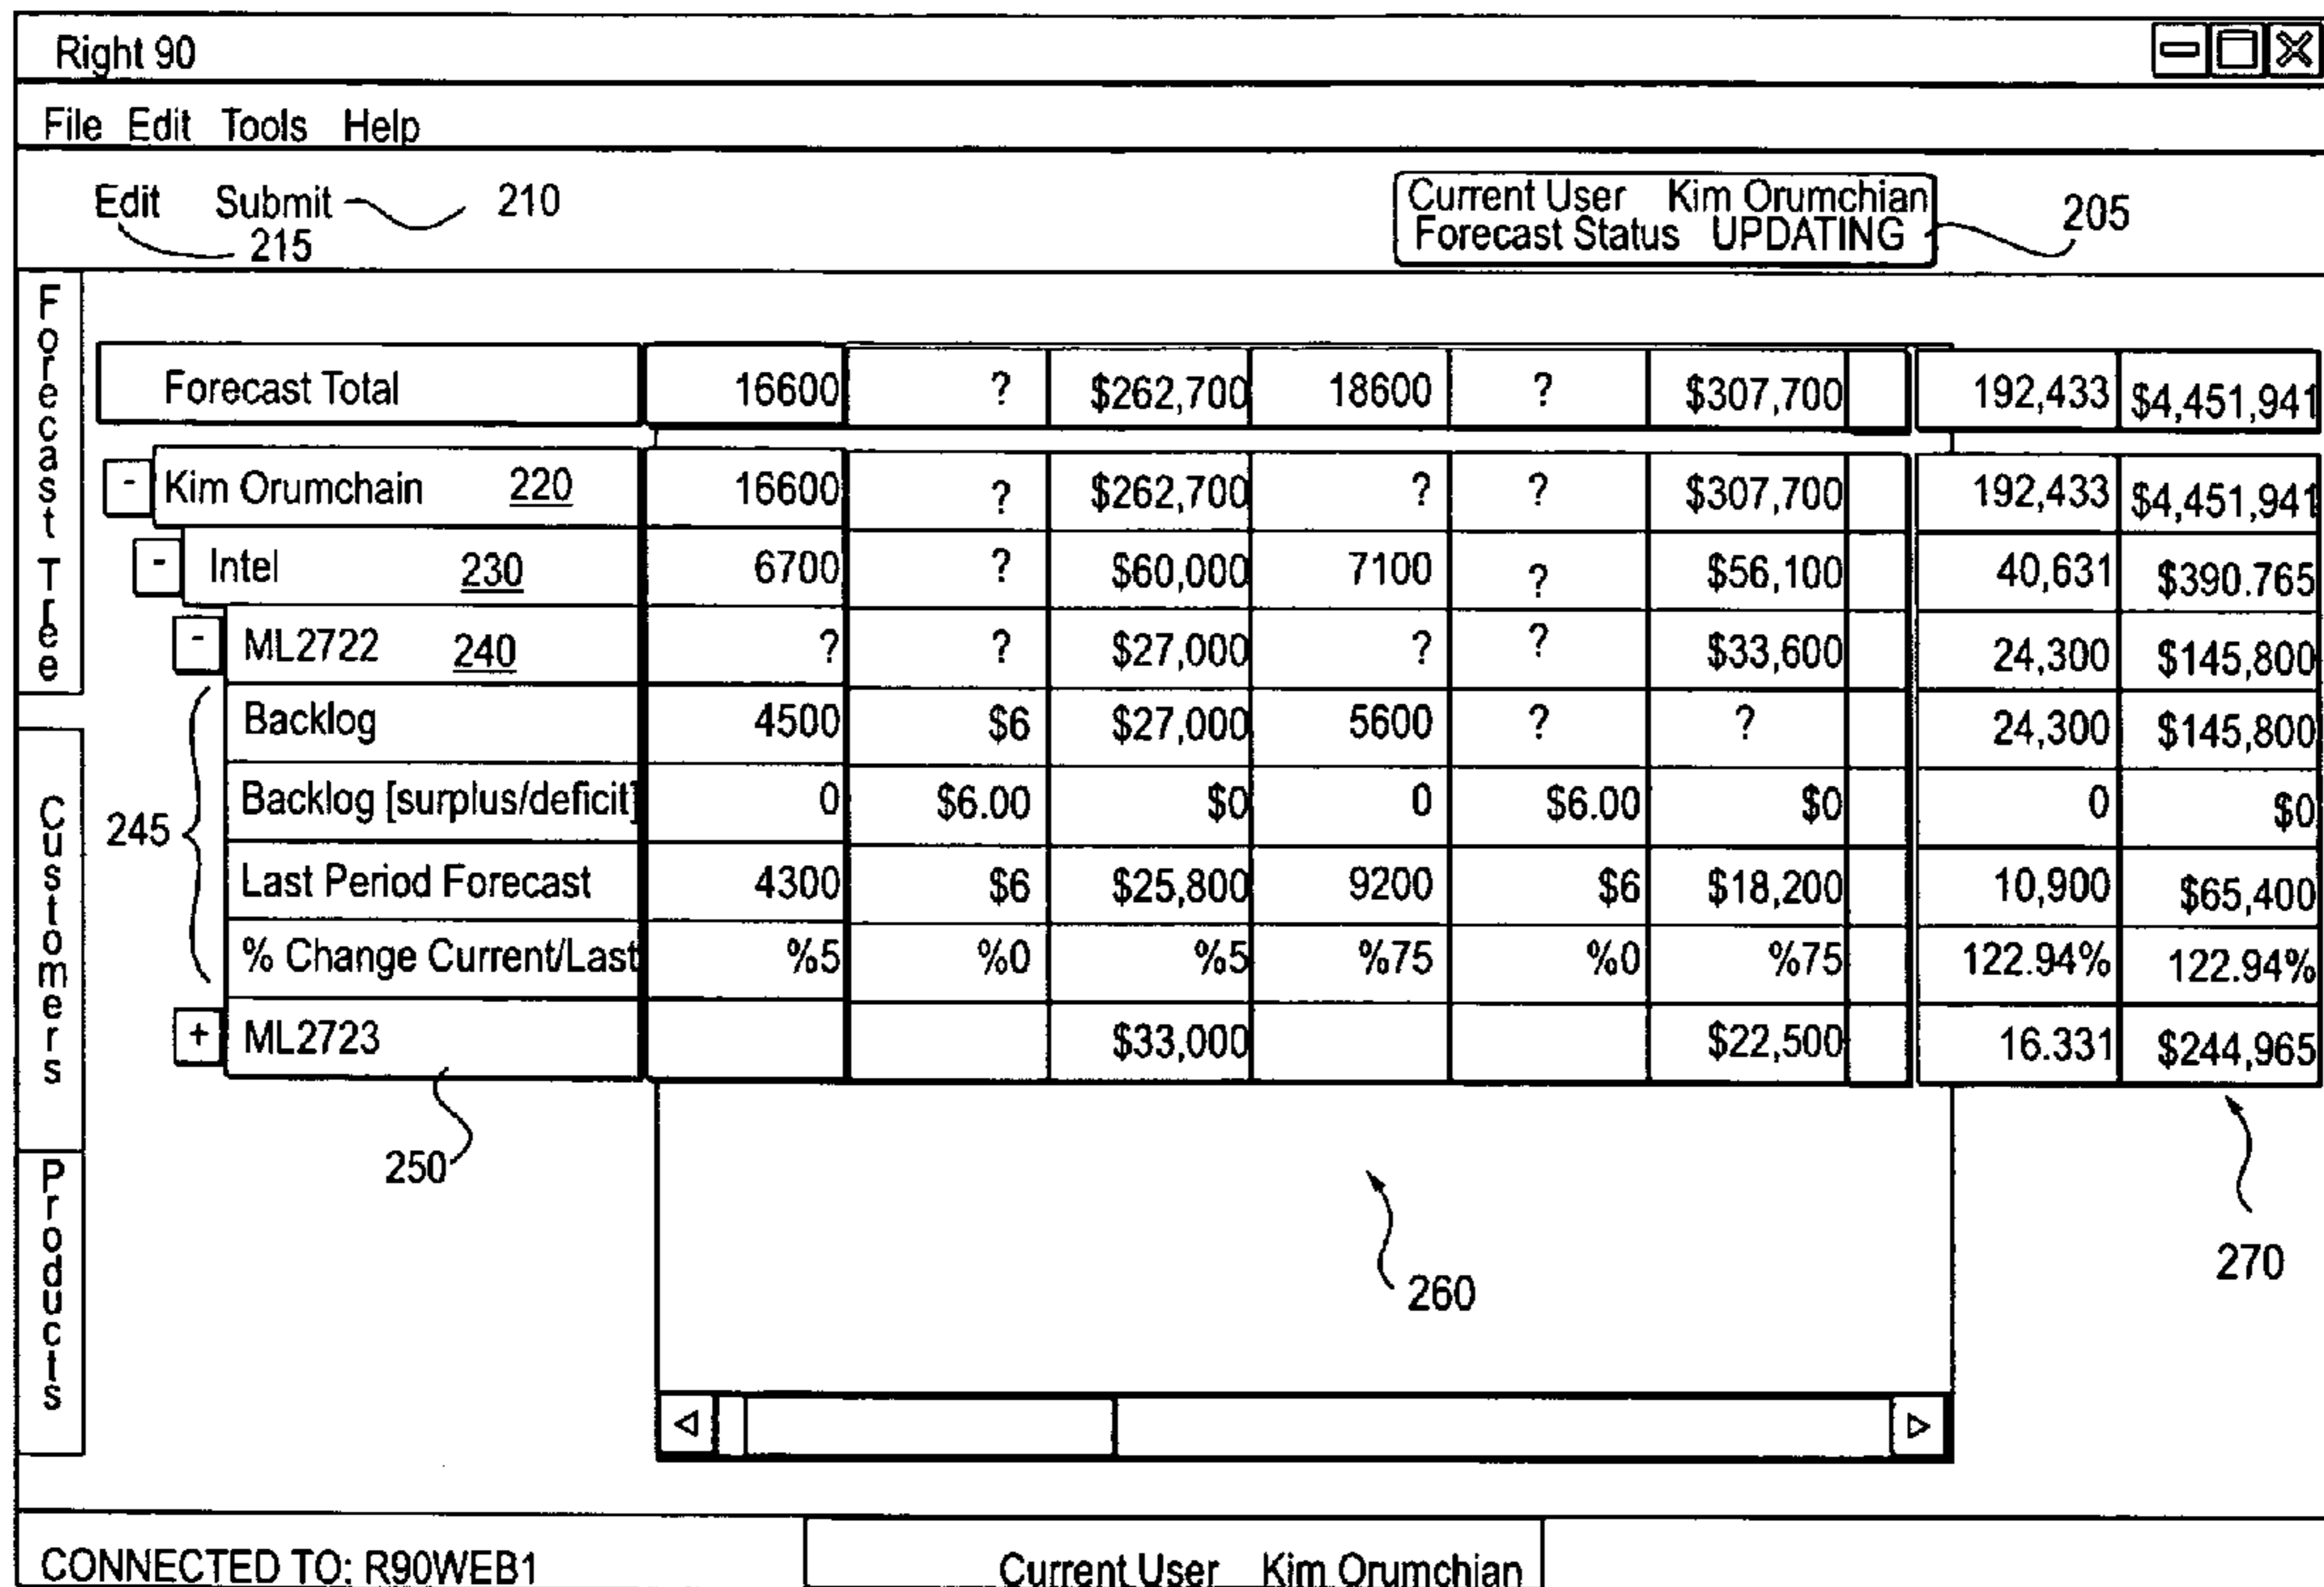 Right 90
File Edit Tools Help
Edit Submit 210
215
Current User Kim Orumchian
Forecast Status UPDATING
205
Forecast Tree
Customers
Products
Forecast Total 16600 ? $262,700 18600 ? $307,700 192,433 $4,451,941
- Kim Orumchain 220 16600 ? $262,700 ? ? $307,700 192,433 $4,451,941
- Intel 230 6700 ? $60,000 7100 ? $56,100 40,631 $390.765
- ML2722 240 ? ? $27,000 ? ? $33,600 24,300 $145,800
Backlog 4500 $6 $27,000 5600 ? ? 24,300 $145,800
Backlog [surplus/deficit] 0 $6.00 $0 0 $6.00 $0 0 $0
245
Last Period Forecast 4300 $6 $25,800 9200 $6 $18,200 10,900 $65,400
% Change Current/Last %5 %0 %5 %75 %0 %75 122.94% 122.94%
+ ML2723 $33,000 $22,500 16.331 $244,965
250
260
270
CONNECTED TO: R90WEB1 Current User Kim Orumchian